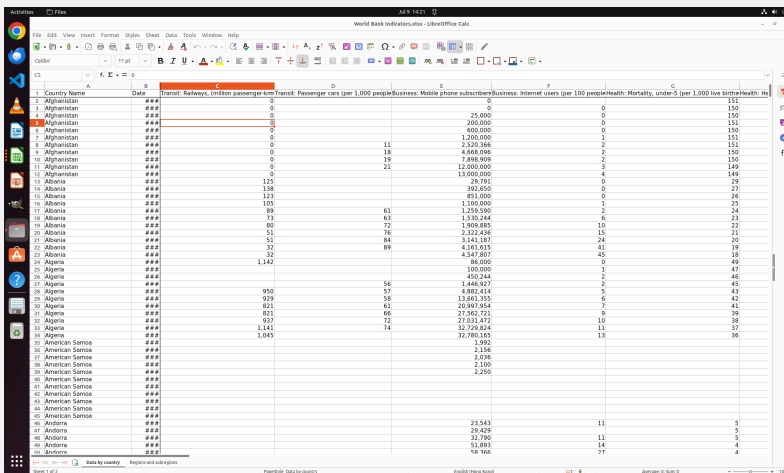 Activities Files Jul 9 14:21
World Bank Indicators.xlsx - LibreOffice Calc
File Edit View Insert Format Styles Sheet Data Tools Window Help
Calibri 11 pt
C5 0
A B C D E F G
1 Country Name Date Transit: Railways, (million passenger-km Transit: Passenger cars (per 1,000 people Business: Mobile phone subscribers Business: Internet users (per 100 people Health: Mortality, under-5 (per 1,000 live births Health: He
2 Afghanistan ### 0 0 151
3 Afghanistan ### 0 0 0 150
4 Afghanistan ### 0 25,000 0 150
5 Afghanistan ### 0 200,000 0 150
6 Afghanistan ### 0 600,000 0 150
7 Afghanistan ### 0 1,200,000 1 151
8 Afghanistan ### 0 11 2,520,366 2 151
9 Afghanistan ### 0 18 4,668,096 2 150
10 Afghanistan ### 0 19 7,898,909 2 150
11 Afghanistan ### 0 21 12,000,000 3 149
12 Afghanistan ### 0 13,000,000 4 149
13 Albania ### 125 29,791 0 29
14 Albania ### 138 392,650 0 27
15 Albania ### 123 851,000 0 26
16 Albania ### 105 1,100,000 1 25
17 Albania ### 89 61 1,259,590 2 24
18 Albania ### 73 63 1,530,244 6 23
19 Albania ### 80 72 1,909,885 10 22
20 Albania ### 51 76 2,322,436 15 21
21 Albania ### 51 84 3,141,187 24 20
22 Albania ### 32 89 4,161,615 41 19
23 Albania ### 32 4,547,807 45 18
24 Algeria ### 1,142 86,000 0 49
25 Algeria ### 100,000 1 47
26 Algeria ### 450,244 2 46
27 Algeria ### 56 1,446,927 2 45
28 Algeria ### 950 57 4,882,414 5 43
29 Algeria ### 929 58 13,661,355 6 42
30 Algeria ### 821 61 20,997,954 7 41
31 Algeria ### 821 66 27,562,721 9 39
32 Algeria ### 937 72 27,031,472 10 38
33 Algeria ### 1,141 74 32,729,824 11 37
34 Algeria ### 1,045 32,780,165 13 36
35 American Samoa ### 1,992
36 American Samoa ### 2,156
37 American Samoa ### 2,036
38 American Samoa ### 2,100
39 American Samoa ### 2,250
40 American Samoa ###
41 American Samoa ###
42 American Samoa ###
43 American Samoa ###
44 American Samoa ###
45 American Samoa ###
46 Andorra ### 23,543 11 5
47 Andorra ### 29,429 5
48 Andorra ### 32,790 11 5
49 Andorra ### 51,893 14 4
50 Andorra ### 58,366 27 4
Data by country Regions and subregions
Sheet 1 of 2 PageStyle_Data by country English (Hong Kong) Average: 0; Sum: 0